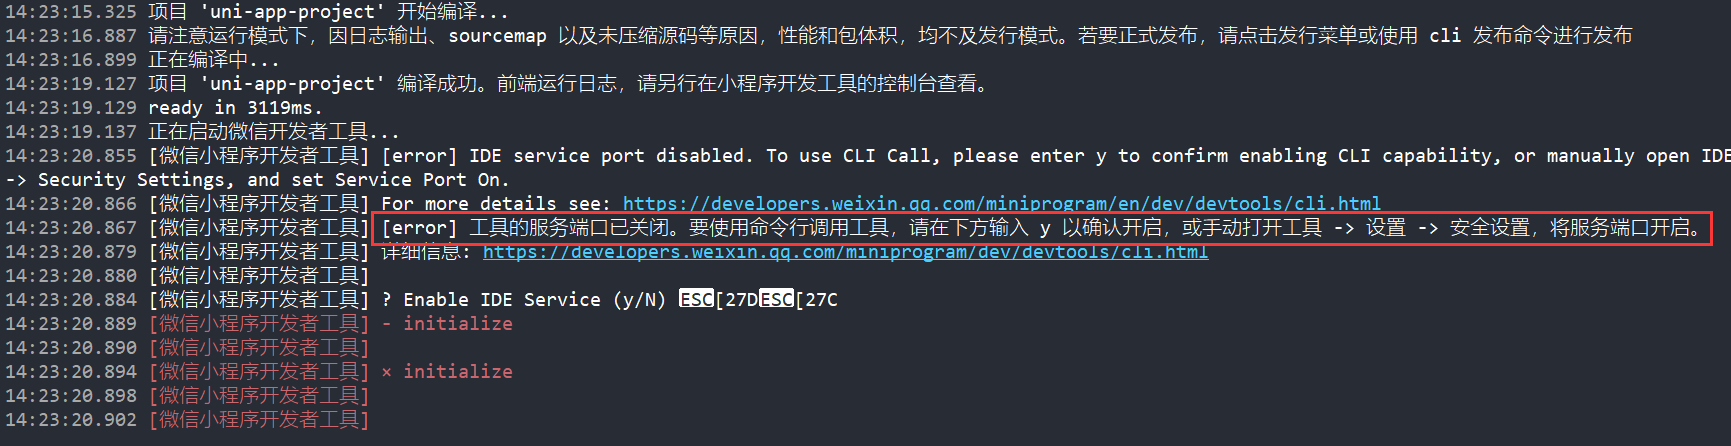 14:23:15.325 项目 'uni-app-project' 开始编译...
14:23:16.887 请注意运行模式下，因日志输出、sourcemap 以及未压缩源码等原因，性能和包体积，均不及发行模式。若要正式发布，请点击发行菜单或使用 cli 发布命令进行发布
14:23:16.899 正在编译中...
14:23:19.127 项目 'uni-app-project' 编译成功。前端运行日志，请另行在小程序开发工具的控制台查看。
14:23:19.129 ready in 3119ms.
14:23:19.137 正在启动微信开发者工具...
14:23:20.855 [微信小程序开发者工具] [error] IDE service port disabled. To use CLI Call, please enter y to confirm enabling CLI capability, or manually open IDE
-> Security Settings, and set Service Port On.
14:23:20.866 [微信小程序开发者工具] For more details see: https://developers.weixin.qq.com/miniprogram/en/dev/devtools/cli.html
14:23:20.867 [微信小程序开发者工具] [error] 工具的服务端口已关闭。要使用命令行调用工具，请在下方输入 y 以确认开启，或手动打开工具 -> 设置 -> 安全设置，将服务端口开启。
14:23:20.879 [微信小程序开发者工具] 详细信息: https://developers.weixin.qq.com/miniprogram/dev/devtools/cli.html
14:23:20.880 [微信小程序开发者工具]
14:23:20.884 [微信小程序开发者工具] ? Enable IDE Service (y/N) ESC[27DESC[27C
14:23:20.889 [微信小程序开发者工具] - initialize
14:23:20.890 [微信小程序开发者工具]
14:23:20.894 [微信小程序开发者工具] × initialize
14:23:20.898 [微信小程序开发者工具]
14:23:20.902 [微信小程序开发者工具]